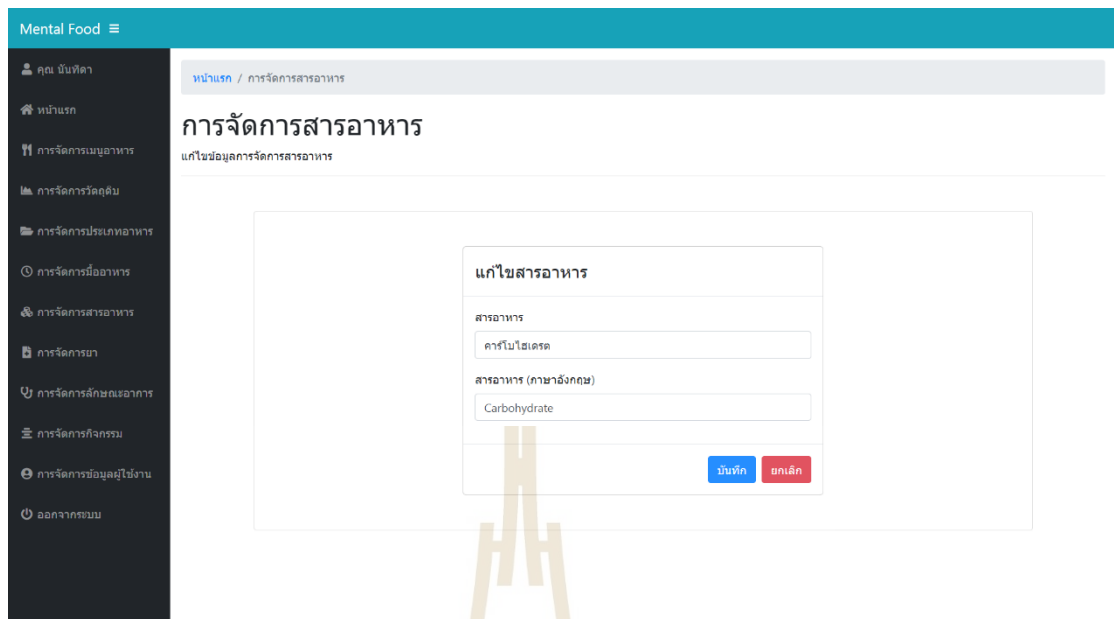 Mental Food
คุณ นันทิตา
หน้าแรก
การจัดการเมนูอาหาร
การจัดการวัตถุดิบ
การจัดการประเภทอาหาร
การจัดการมื้ออาหาร
การจัดการสารอาหาร
การจัดการยา
การจัดการลักษณะอาการ
การจัดการกิจกรรม
การจัดการข้อมูลผู้ใช้งาน
ออกจากระบบ
หน้าแรก / การจัดการสารอาหาร
การจัดการสารอาหาร
แก้ไขข้อมูลการจัดการสารอาหาร
แก้ไขสารอาหาร
สารอาหาร
คาร์โบไฮเดรต
สารอาหาร (ภาษาอังกฤษ)
Carbohydrate
บันทึก ยกเลิก